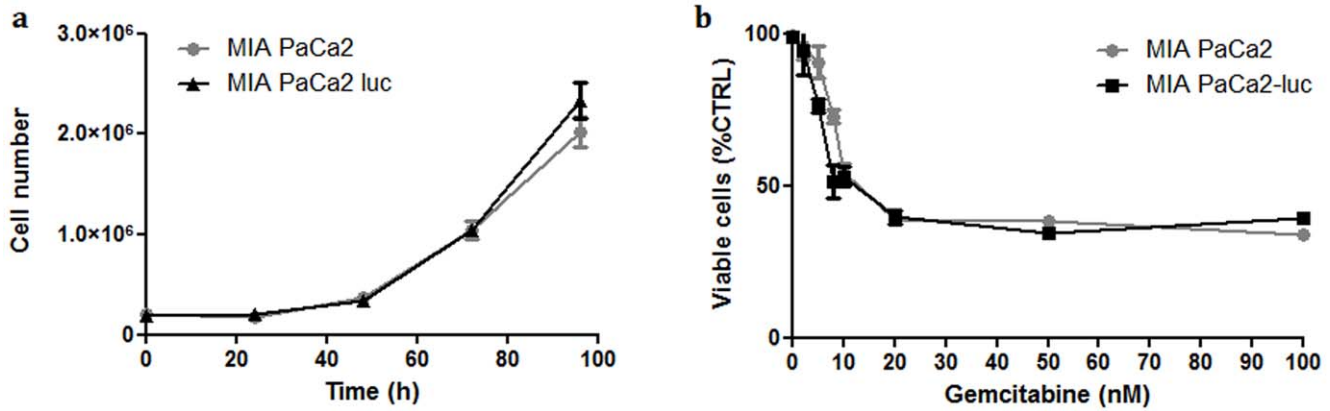 a
3.0×10⁶
2.0×10⁶
1.0×10⁶
0
Cell number
MIA PaCa2
MIA PaCa2 luc
0 20 40 60 80 100
Time (h)
b
100
50
0
Viable cells (%CTRL)
MIA PaCa2
MIA PaCa2-luc
0 10 20 30 40 50 60 70 80 90 100
Gemcitabine (nM)